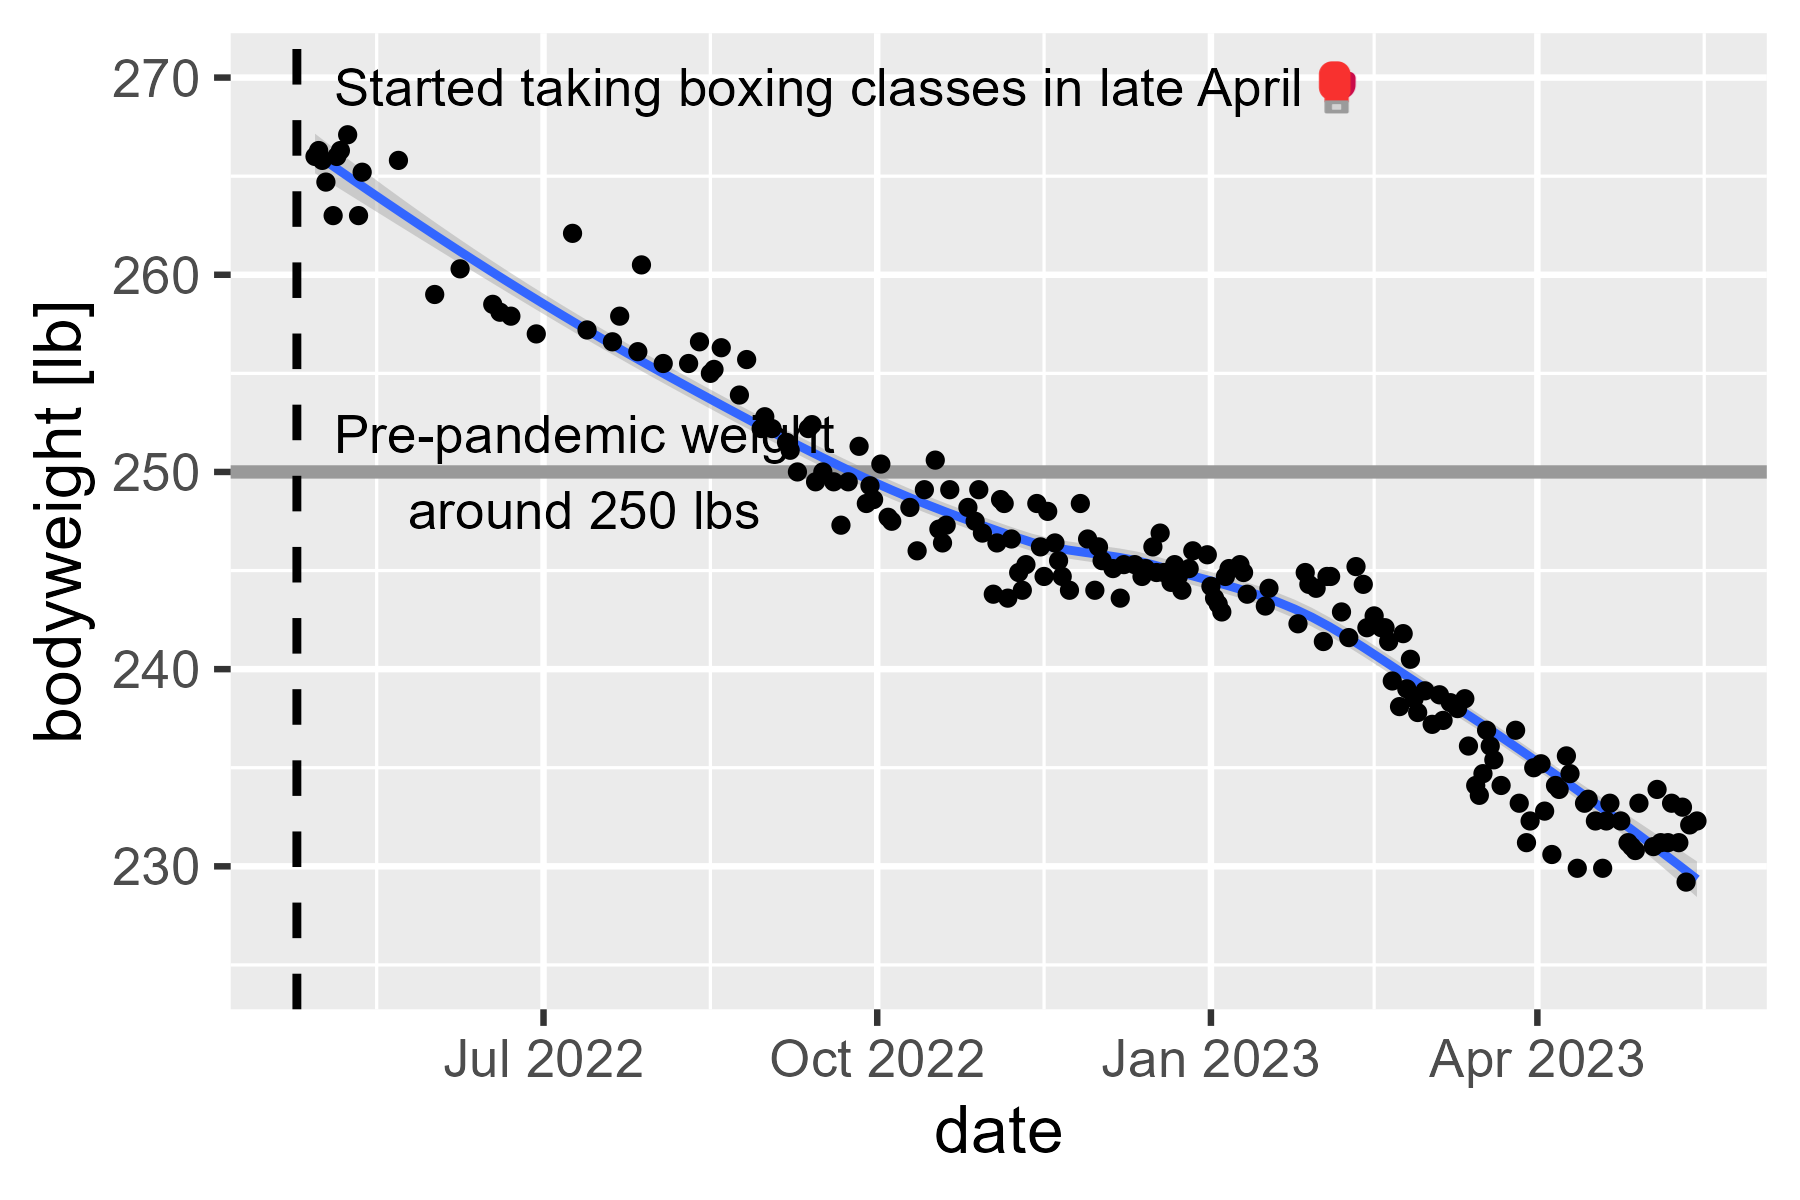 270
Started taking boxing classes in late April 🥊
260
Pre-pandemic weight
250
around 250 lbs
240
230
bodyweight [lb]
Jul 2022
Oct 2022
Jan 2023
Apr 2023
date